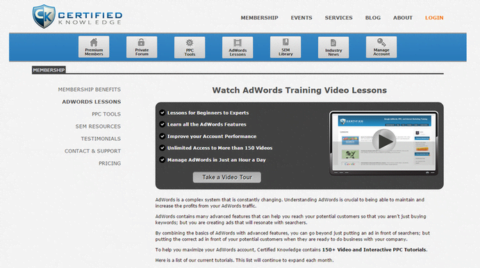 CK CERTIFIED
KNOWLEDGE
MEMBERSHIP EVENTS SERVICES BLOG ABOUT LOGIN
Premium Members
Private Forum
PPC Tools
AdWords Lessons
SEM Library
Industry News
Manage Account
MEMBERSHIP
MEMBERSHIP BENEFITS
ADWORDS LESSONS
PPC TOOLS
SEM RESOURCES
TESTIMONIALS
CONTACT & SUPPORT
PRICING
Watch AdWords Training Video Lessons
Lessons for Beginners to Experts
Learn all the AdWords Features
Improve your Account Performance
Unlimited Access to More than 150 Videos
Manage AdWords in Just an Hour a Day
Take a Video Tour
AdWords is a complex system that is constantly changing. Understanding AdWords is crucial to being able to maintain and
increase the profits from your AdWords traffic.
AdWords contains many advanced features that can help you reach your potential customers so that you aren't just buying
keywords; but you are creating ads that will resonate with searchers.
By combining the basics of AdWords with advanced features, you can go beyond just putting an ad in front of searchers; but
putting the correct ad in front of your potential customers when they are ready to do business with your company.
To help you maximize your AdWords account, Certified Knowledge contains 150+ Video and Interactive PPC Tutorials.
Here is a list of our current tutorials. This list will continue to expand each month.